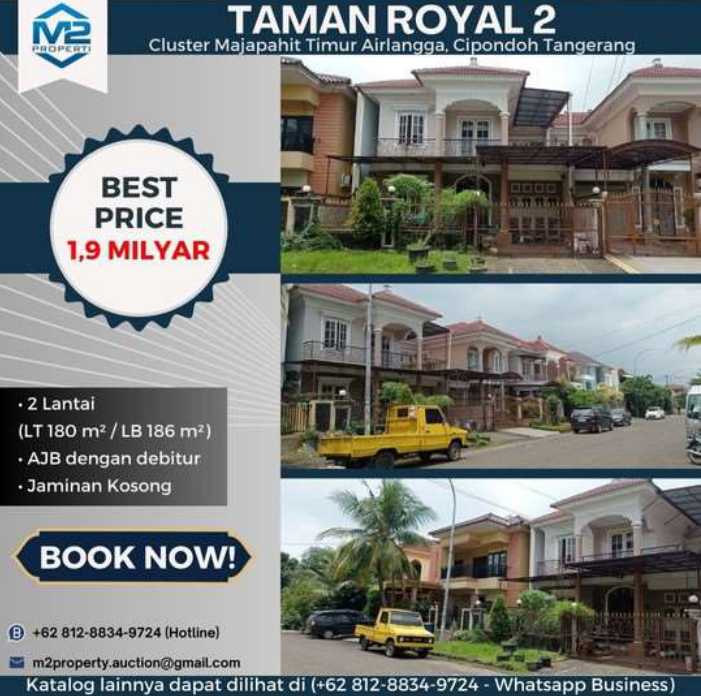 M2
PROPERTI
TAMAN ROYAL 2
Cluster Majapahit Timur Airlangga, Cipondoh Tangerang
BEST
PRICE
1,9 MILYAR
• 2 Lantai
(LT 180 m² / LB 186 m²)
• AJB dengan debitur
• Jaminan Kosong
BOOK NOW!
+62 812-8834-9724 (Hotline)
m2property.auction@gmail.com
Katalog lainnya dapat dilihat di (+62 812-8834-9724 - Whatsapp Business)